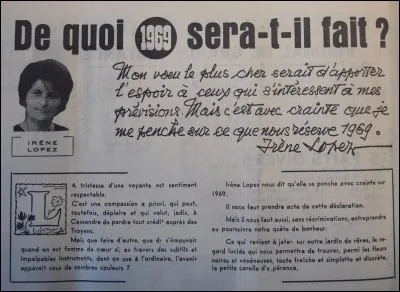 De quoi 1969 sera-t-il fait ?
Mon voeu le plus cher serait d'apporter
l'espoir à ceux qui s'intéressent à mes
prévisions. Mais c'est avec crainte que je
me penche sur ce que nous réserve 1969.
Irène Lopez
IRÈNE
LOPEZ
LA tristesse d'une voyante est sentiment
respectable.
C'est une compassion a priori, qui peut,
toutefois, déplaire et qui valut, jadis, à
Cassandre de perdre tout crédit auprès des
Troyens.
Mais que faire d'autre, que de s'émouvoir
quand on est femme de cœur si, au travers des subtils et
impalpables instruments, dont on use à l'ordinaire, l'avenir
apparaît sous de sombres couleurs ?
Irène Lopez nous dit qu'elle se penche avec crainte sur
1969.
Il nous faut prendre acte de cette déclaration.
Mais il nous faut aussi, sans récriminations, entreprendre
ou poursuivre notre quête de bonheur.
Ce qui revient à jeter sur notre jardin de rêves, le re-
gard lucide qui nous permettra de trouver, parmi les fleurs
noires et vénéneuses, toute fraîche et simplette et discrète,
la petite corolle d'espérance.